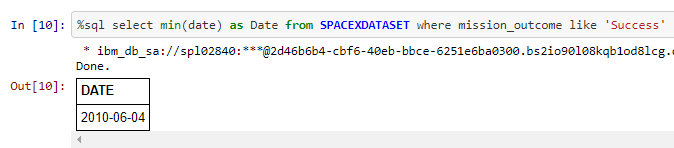 In [10]: %sql select min(date) as Date from SPACEXDATASET where mission_outcome like 'Success'
* ibm_db_sa://spl02840:***@2d46b6b4-cbf6-40eb-bbce-6251e6ba0300.bs2io90l08kqb1od8lcg.
Done.
Out[10]: DATE
2010-06-04